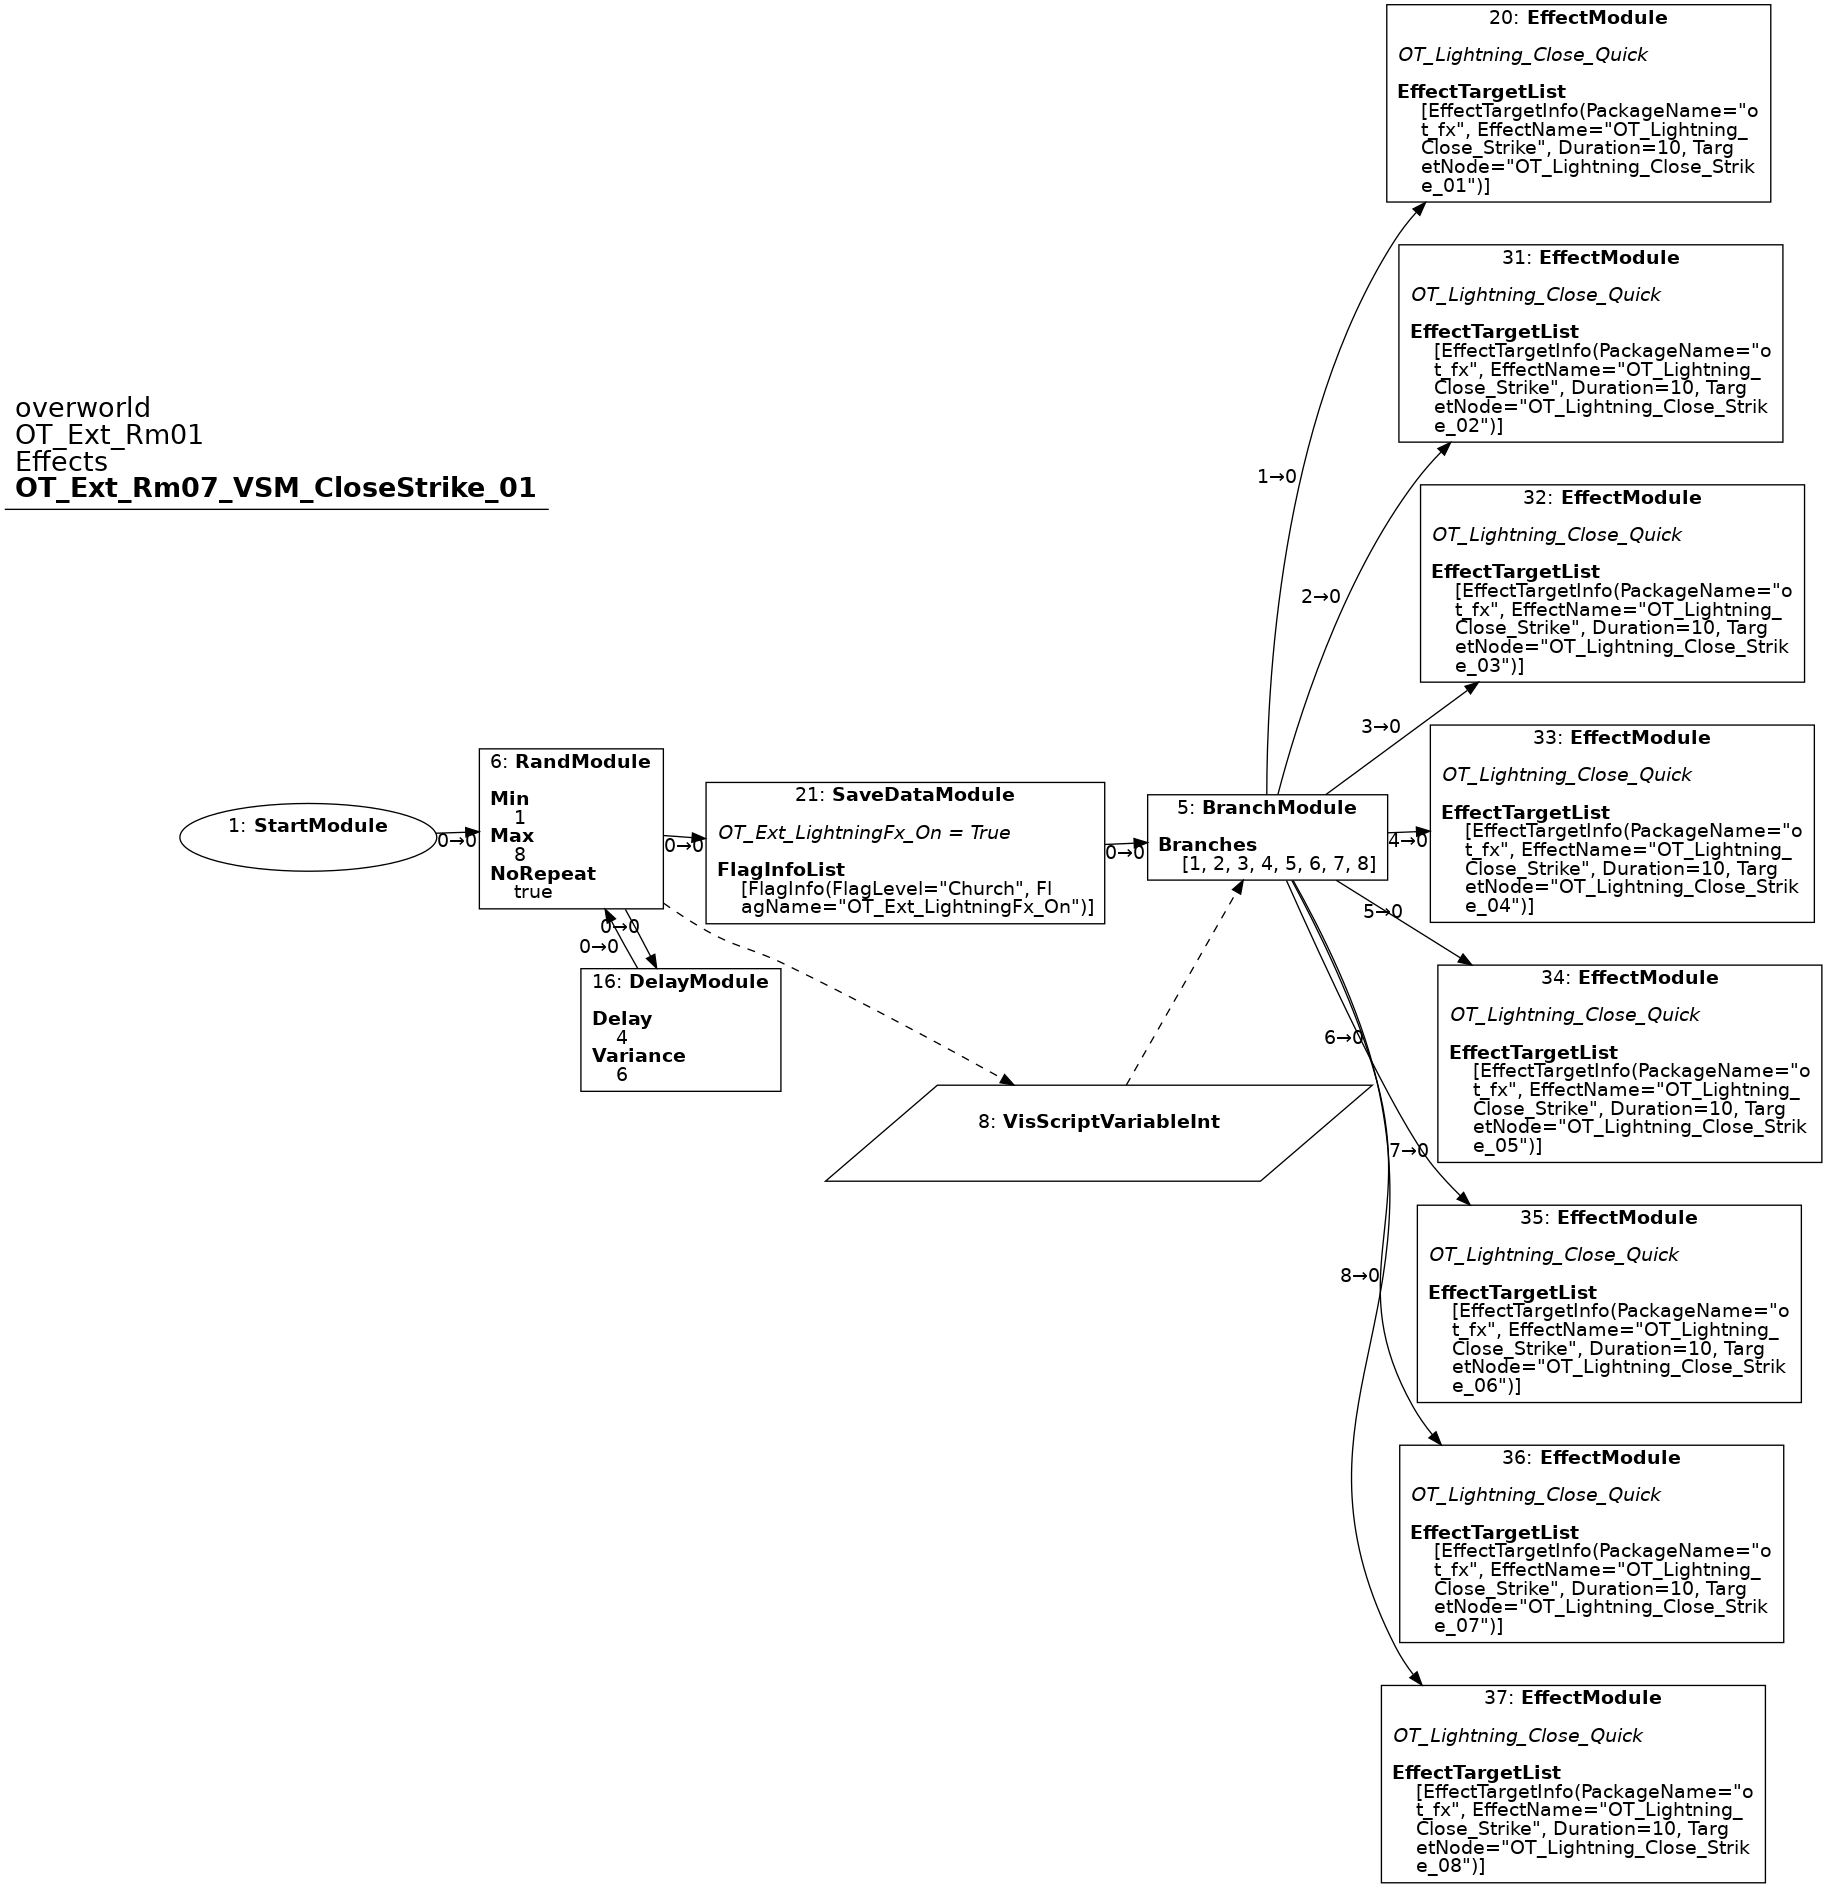 overworld
OT_Ext_Rm01
Effects
OT_Ext_Rm07_VSM_CloseStrike_01
1: StartModule
0→0
6: RandModule
Min
1
Max
8
NoRepeat
true
0→0
0→0
0→0
16: DelayModule
Delay
4
Variance
6
21: SaveDataModule
OT_Ext_LightningFx_On = True
FlagInfoList
[FlagInfo(FlagLevel="Church", Fl
agName="OT_Ext_LightningFx_On")]
0→0
8: VisScriptVariableInt
5: BranchModule
Branches
[1, 2, 3, 4, 5, 6, 7, 8]
1→0
2→0
3→0
4→0
5→0
6→0
7→0
8→0
20: EffectModule
OT_Lightning_Close_Quick
EffectTargetList
[EffectTargetInfo(PackageName="o
t_fx", EffectName="OT_Lightning_
Close_Strike", Duration=10, Targ
etNode="OT_Lightning_Close_Strik
e_01")]
31: EffectModule
OT_Lightning_Close_Quick
EffectTargetList
[EffectTargetInfo(PackageName="o
t_fx", EffectName="OT_Lightning_
Close_Strike", Duration=10, Targ
etNode="OT_Lightning_Close_Strik
e_02")]
32: EffectModule
OT_Lightning_Close_Quick
EffectTargetList
[EffectTargetInfo(PackageName="o
t_fx", EffectName="OT_Lightning_
Close_Strike", Duration=10, Targ
etNode="OT_Lightning_Close_Strik
e_03")]
33: EffectModule
OT_Lightning_Close_Quick
EffectTargetList
[EffectTargetInfo(PackageName="o
t_fx", EffectName="OT_Lightning_
Close_Strike", Duration=10, Targ
etNode="OT_Lightning_Close_Strik
e_04")]
34: EffectModule
OT_Lightning_Close_Quick
EffectTargetList
[EffectTargetInfo(PackageName="o
t_fx", EffectName="OT_Lightning_
Close_Strike", Duration=10, Targ
etNode="OT_Lightning_Close_Strik
e_05")]
35: EffectModule
OT_Lightning_Close_Quick
EffectTargetList
[EffectTargetInfo(PackageName="o
t_fx", EffectName="OT_Lightning_
Close_Strike", Duration=10, Targ
etNode="OT_Lightning_Close_Strik
e_06")]
36: EffectModule
OT_Lightning_Close_Quick
EffectTargetList
[EffectTargetInfo(PackageName="o
t_fx", EffectName="OT_Lightning_
Close_Strike", Duration=10, Targ
etNode="OT_Lightning_Close_Strik
e_07")]
37: EffectModule
OT_Lightning_Close_Quick
EffectTargetList
[EffectTargetInfo(PackageName="o
t_fx", EffectName="OT_Lightning_
Close_Strike", Duration=10, Targ
etNode="OT_Lightning_Close_Strik
e_08")]